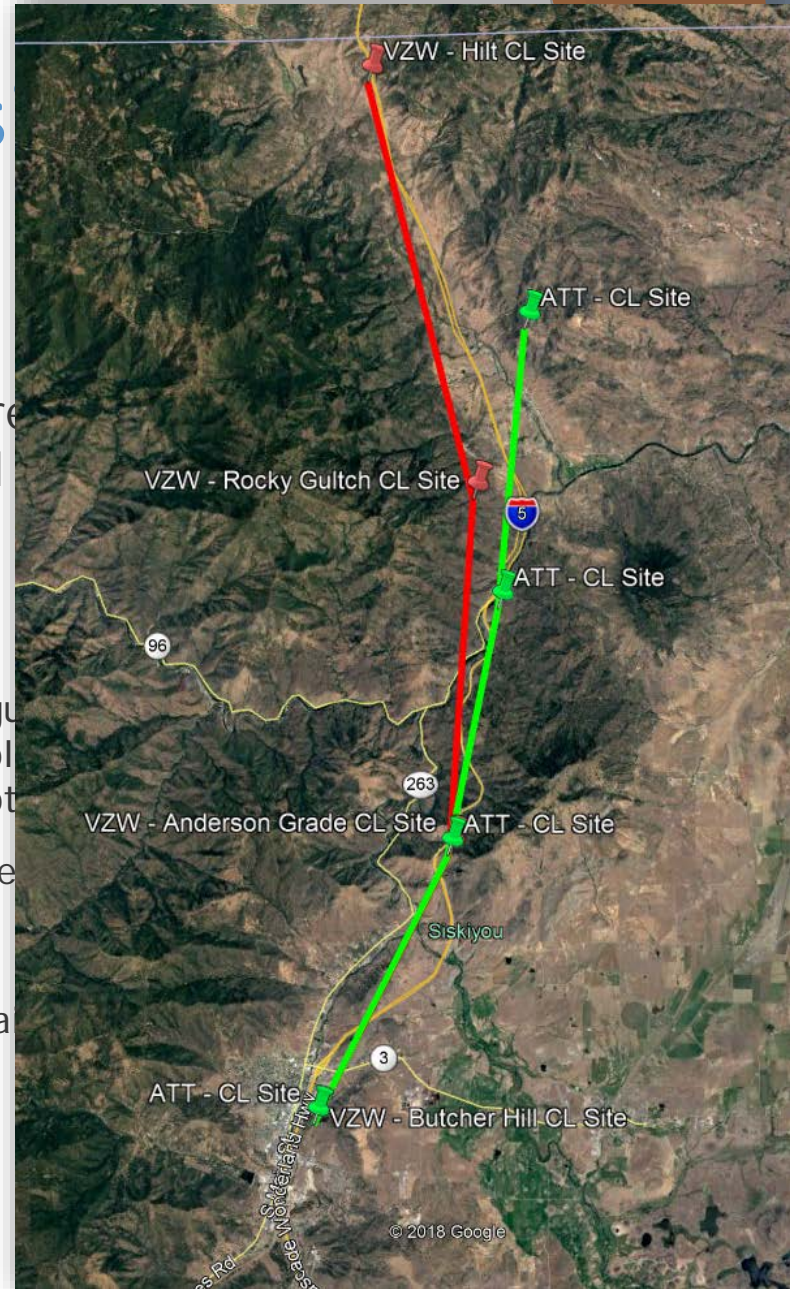 VZW - Hilt CL Site
ATT - CL Site
VZW - Rocky Gultch CL Site
5
ATT - CL Site
96
263
VZW - Anderson Grade CL Site
ATT - CL Site
Siskiyou
3
ATT - CL Site
VZW - Butcher Hill CL Site
Wonderland Hwy
© 2018 Google